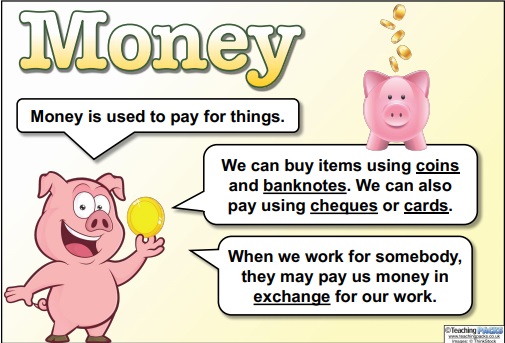 Money
Money is used to pay for things.
We can buy items using coins
and banknotes. We can also
pay using cheques or cards.
When we work for somebody,
they may pay us money in
exchange for our work.
©Teaching PACKS
www.teachingpacks.co.uk
Images: © ThinkStock